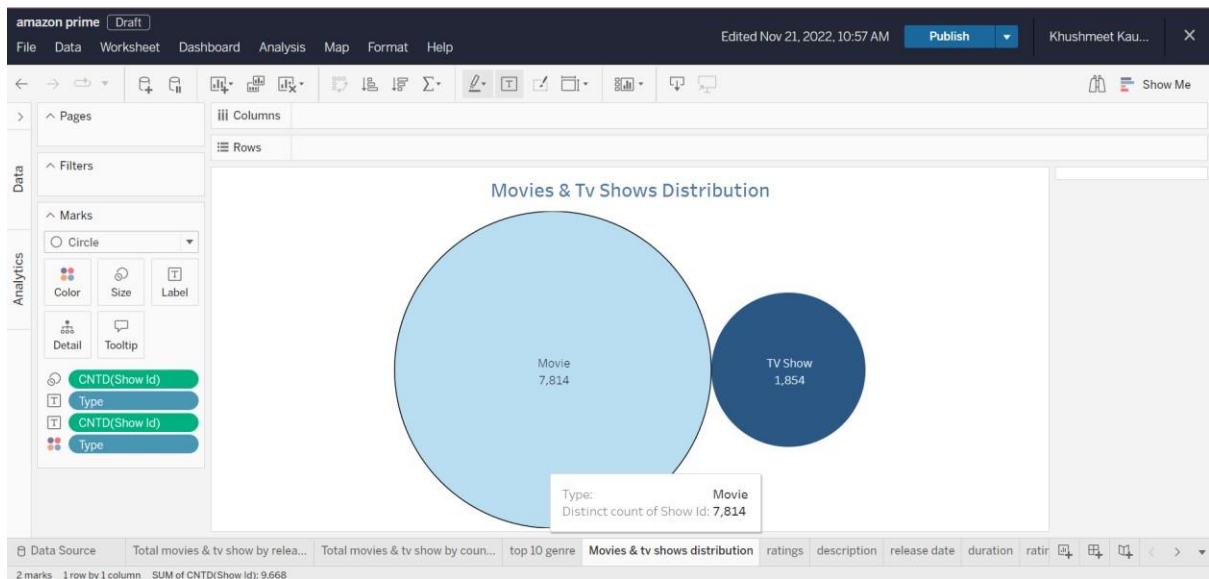 amazon prime Draft
File Data Worksheet Dashboard Analysis Map Format Help
Edited Nov 21, 2022, 10:57 AM
Publish
Khushmeet Kau...
Show Me
Data
Analytics
Pages
Filters
Marks
Circle
Color Size Label
Detail Tooltip
CNTD(Show Id)
Type
CNTD(Show Id)
Type
Columns
Rows
Movies & Tv Shows Distribution
Movie
7,814
TV Show
1,854
Type: Movie
Distinct count of Show Id: 7,814
Data Source Total movies & tv show by relea... Total movies & tv show by coun... top 10 genre Movies & tv shows distribution ratings description release date duration ratir
2 marks 1 row by 1 column SUM of CNTD(Show Id): 9,668